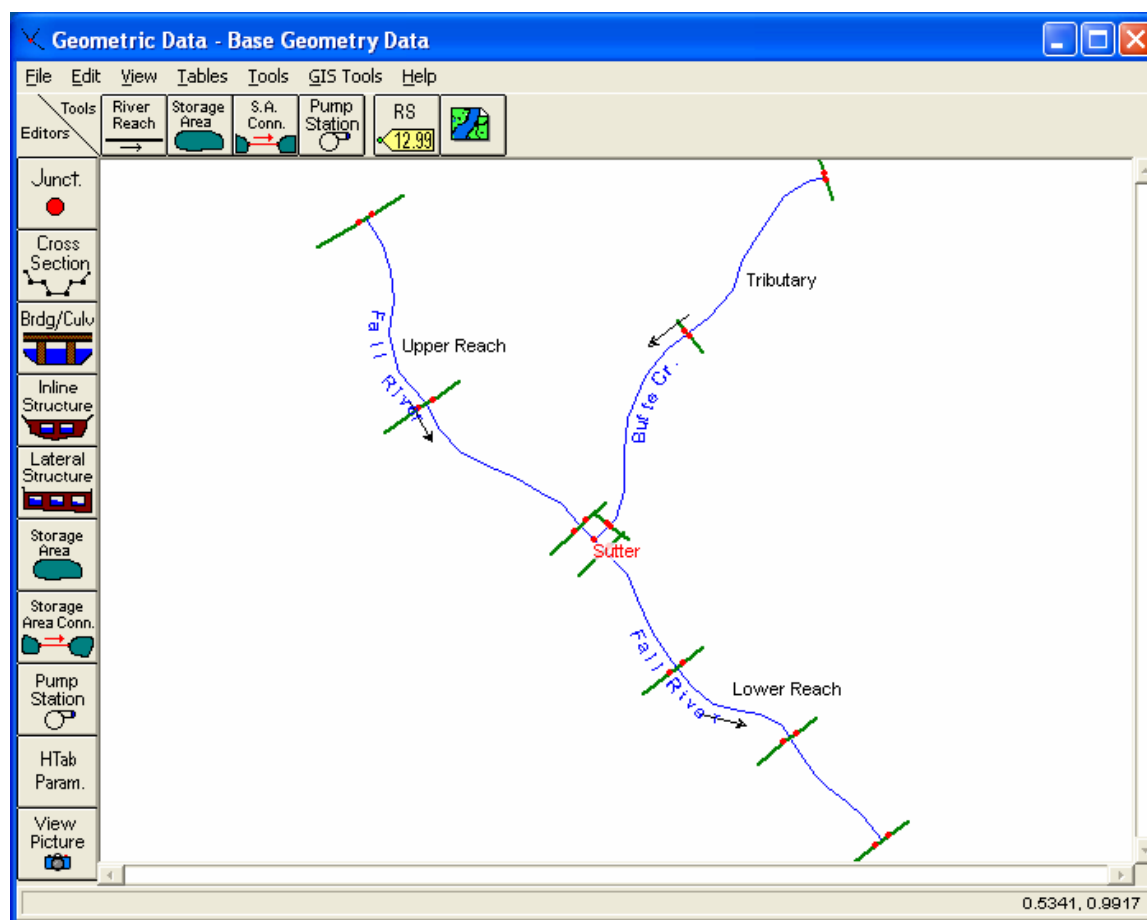 Geometric Data - Base Geometry Data
File Edit View Tables Tools GIS Tools Help
Tools
Editors
River
Reach
Storage
Area
S.A.
Conn.
Pump
Station
RS
12.99
Junct.
Cross
Section
Brdg/Culv
Inline
Structure
Lateral
Structure
Storage
Area
Storage
Area Conn.
Pump
Station
HTab
Param.
View
Picture
Tributary
Fall River
Upper Reach
Butte Cr.
Sutter
Fall River
Lower Reach
0.5341, 0.9917